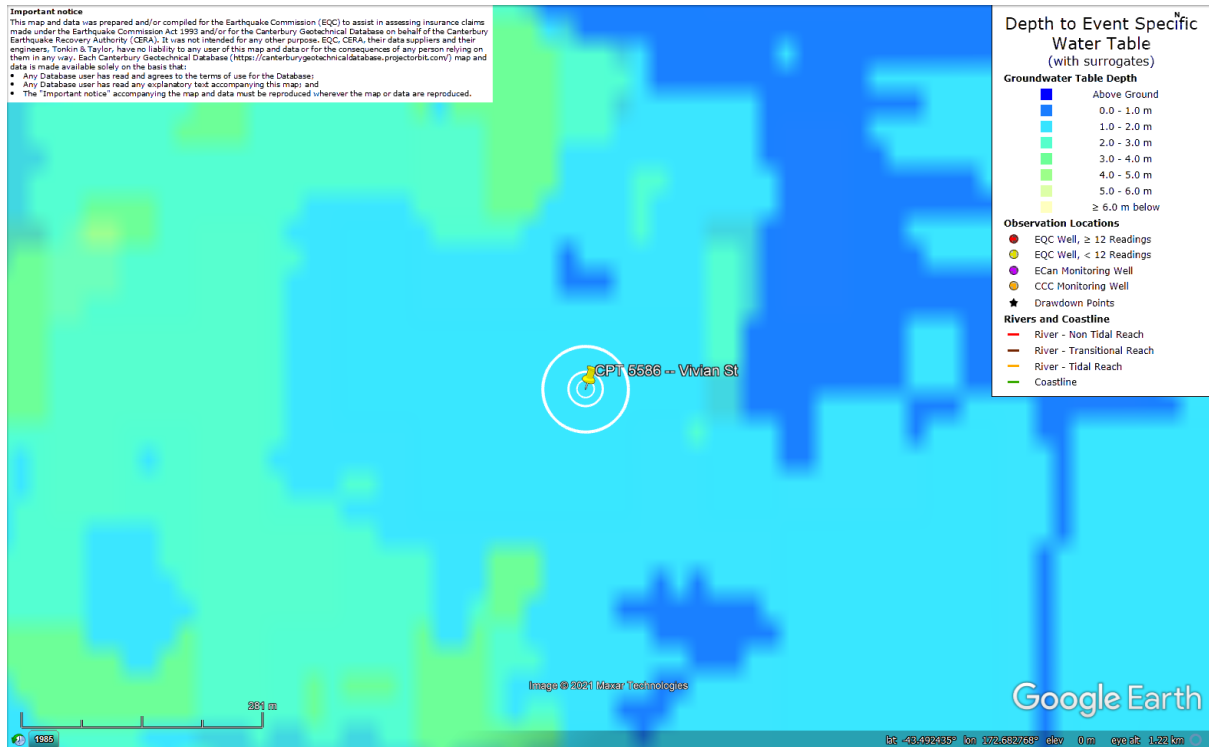 Important notice
This map and data was prepared and/or compiled for the Earthquake Commission (EQC) to assist in assessing insurance claims
made under the Earthquake Commission Act 1993 and/or for the Canterbury Geotechnical Database on behalf of the Canterbury
Earthquake Recovery Authority (CERA). It was not intended for any other purpose. EQC, CERA, their data suppliers and their
engineers, Tonkin & Taylor, have no liability to any user of this map and data or for the consequences of any person relying on
them in any way. Each Canterbury Geotechnical Database (https://canterburygeotechnicaldatabase.projectorbit.com/) map and
data is made available solely on the basis that:
• Any Database user has read and agrees to the terms of use for the Database;
• Any Database user has read any explanatory text accompanying this map; and
• The "Important notice" accompanying the map and data must be reproduced wherever the map or data are reproduced.
N
Depth to Event Specific
Water Table
(with surrogates)
Groundwater Table Depth
Above Ground
0.0 - 1.0 m
1.0 - 2.0 m
2.0 - 3.0 m
3.0 - 4.0 m
4.0 - 5.0 m
5.0 - 6.0 m
≥ 6.0 m below
Observation Locations
EQC Well, ≥ 12 Readings
EQC Well, < 12 Readings
ECan Monitoring Well
CCC Monitoring Well
Drawdown Points
Rivers and Coastline
River - Non Tidal Reach
River - Transitional Reach
River - Tidal Reach
Coastline
CPT 5586 -- Vivian St
Image © 2021 Maxar Technologies
281 m
Google Earth
1985
lat -43.492435° lon 172.682768° elev 0 m eye alt 1.22 km